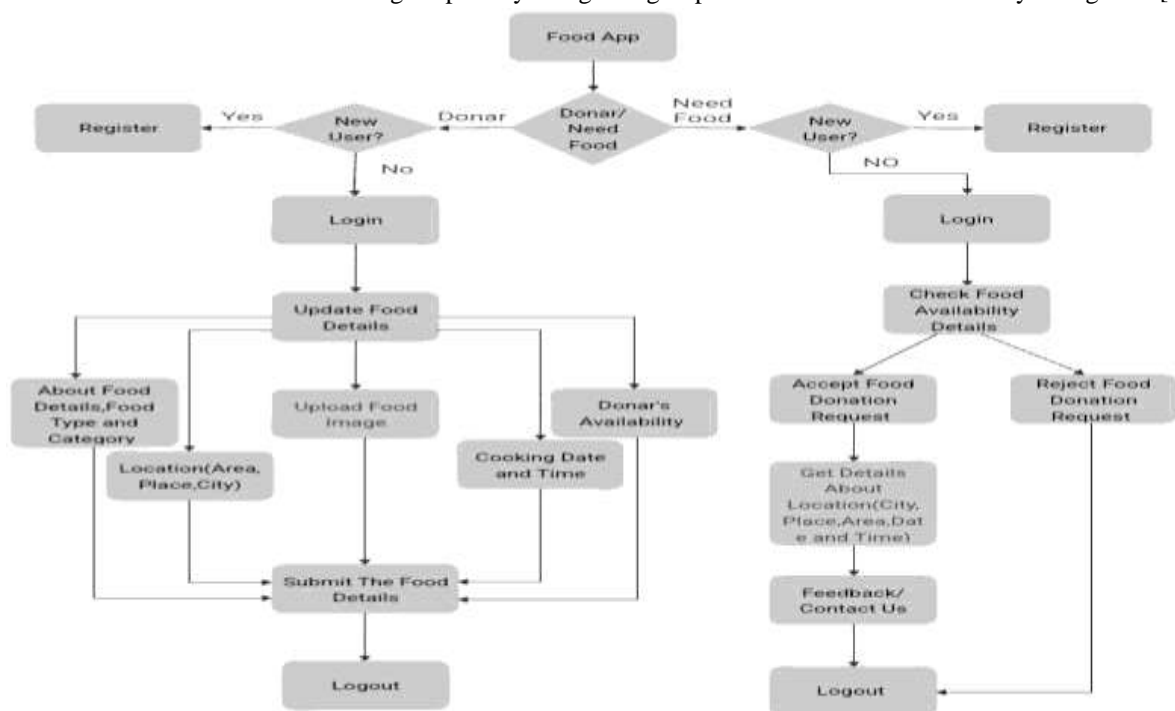 Food App
Donar/
Need
Food
Donar
Need
Food
New
User?
Yes
Register
No
Login
Update Food
Details
About Food
Details,Food
Type and
Category
Location(Area,
Place,City)
Upload Food
Image
Cooking Date
and Time
Donar's
Availability
Submit The Food
Details
Logout
New
User?
Yes
Register
NO
Login
Check Food
Availability
Details
Accept Food
Donation
Request
Reject Food
Donation
Request
Get Details
About
Location(City,
Place,Area,Dat
e and Time)
Feedback/
Contact Us
Logout